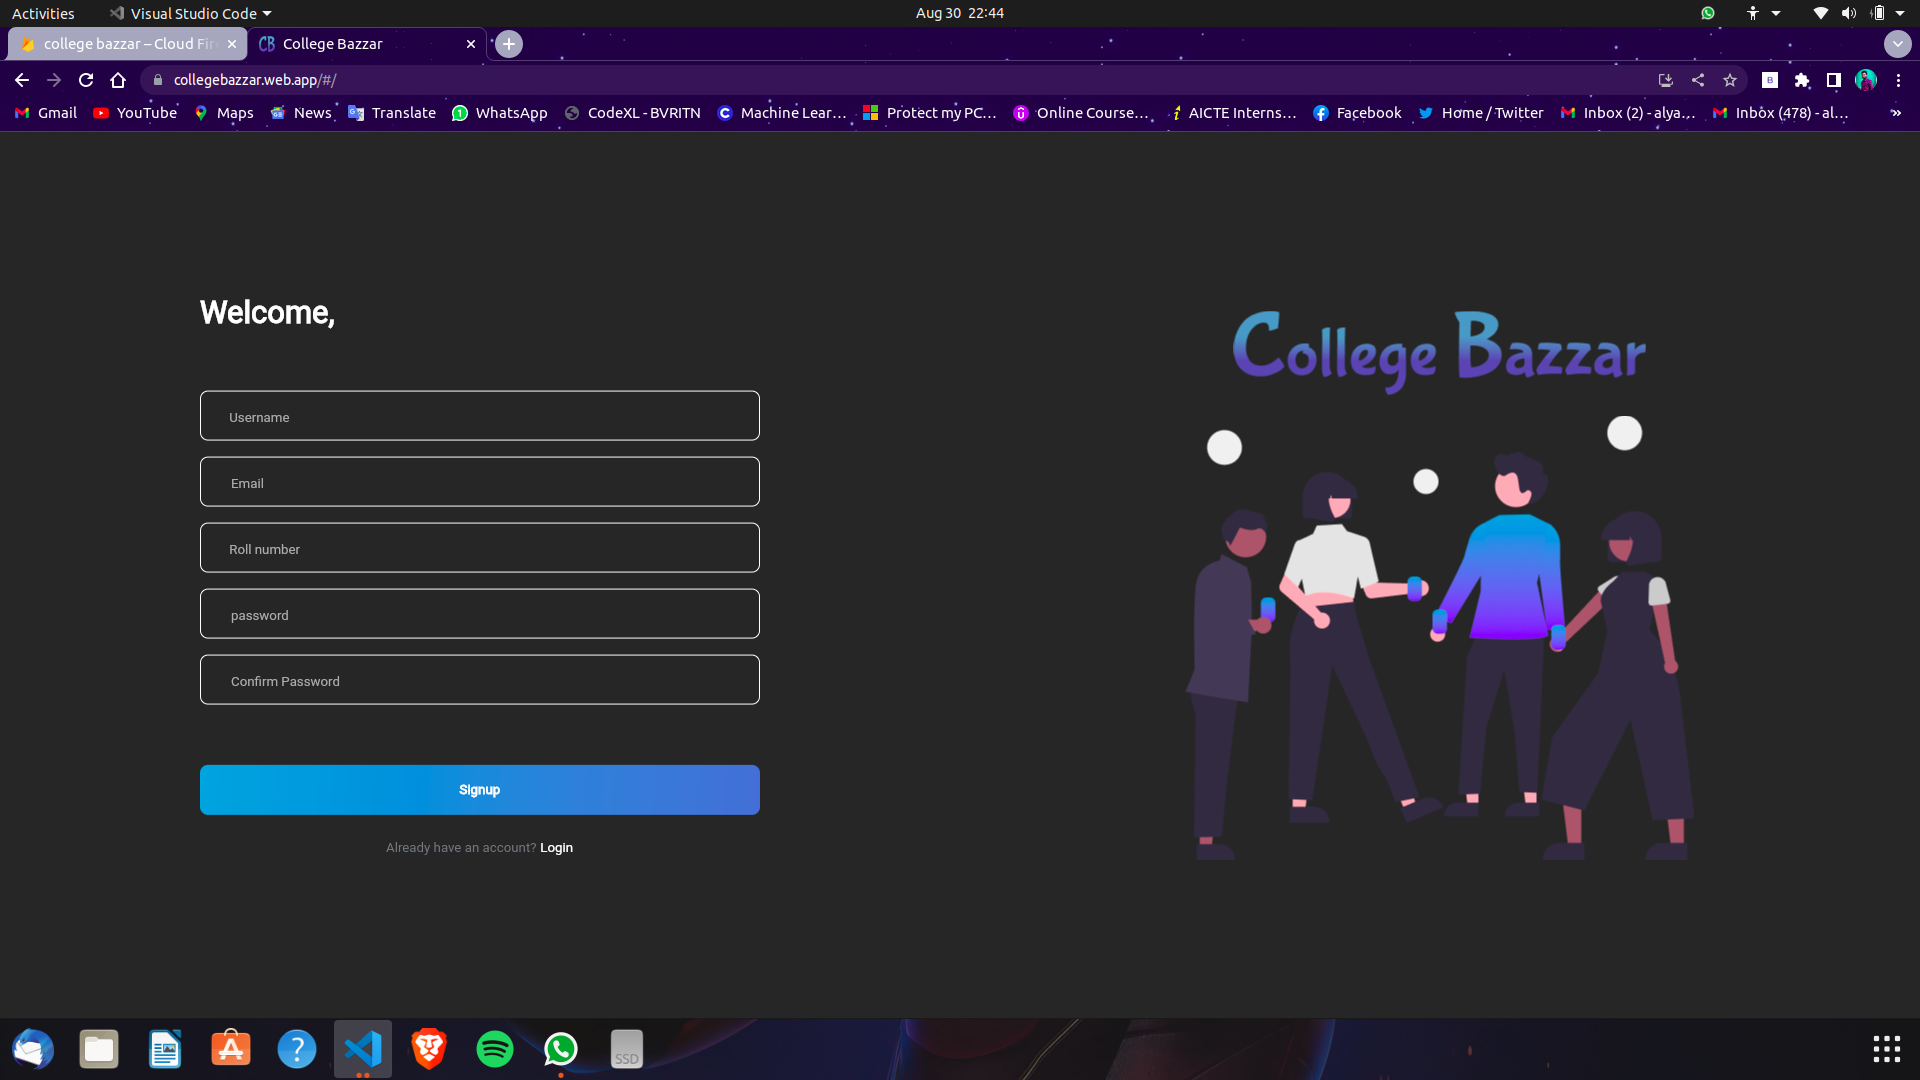 Activities Visual Studio Code Aug 30 22:44
college bazzar – Cloud Fire College Bazzar
collegebazzar.web.app/#/
Gmail YouTube Maps News Translate WhatsApp CodeXL - BVRITN Machine Lear... Protect my PC... Online Course... AICTE Interns... Facebook Home / Twitter Inbox (2) - alya... Inbox (478) - al...
Welcome,
College Bazzar
Username
Email
Roll number
password
Confirm Password
Signup
Already have an account? Login
SSD